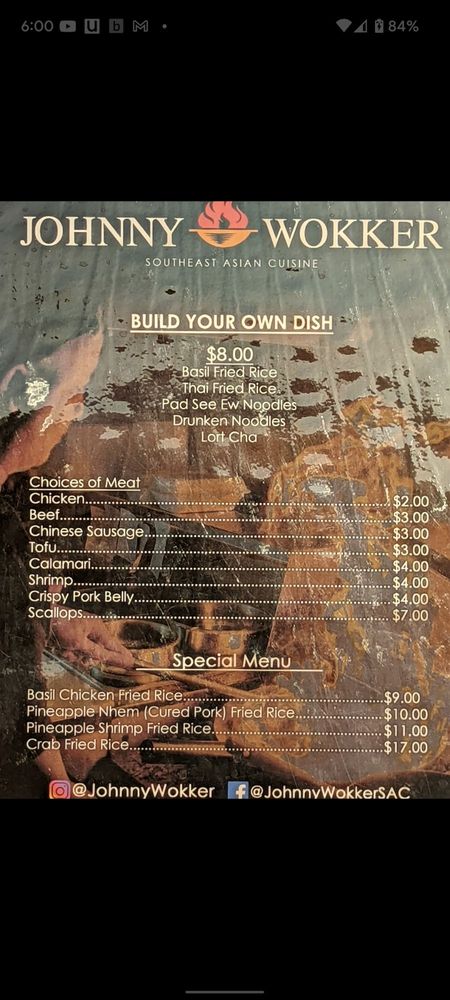 6:00
84%
JOHNNY WOKKER
SOUTHEAST ASIAN CUISINE
BUILD YOUR OWN DISH
$8.00
Basil Fried Rice
Thai Fried Rice
Pad See Ew Noodles
Drunken Noodles
Lort Cha
Choices of Meat
Chicken........................................$2.00
Beef........................................$3.00
Chinese Sausage........................................$3.00
Tofu........................................$3.00
Calamari........................................$4.00
Shrimp........................................$4.00
Crispy Pork Belly........................................$4.00
Scallops........................................$7.00
Special Menu
Basil Chicken Fried Rice........................................$9.00
Pineapple Nhem (Cured Pork) Fried Rice....................$10.00
Pineapple Shrimp Fried Rice........................................$11.00
Crab Fried Rice........................................$17.00
@JohnnyWokker @JohnnyWokkerSAC